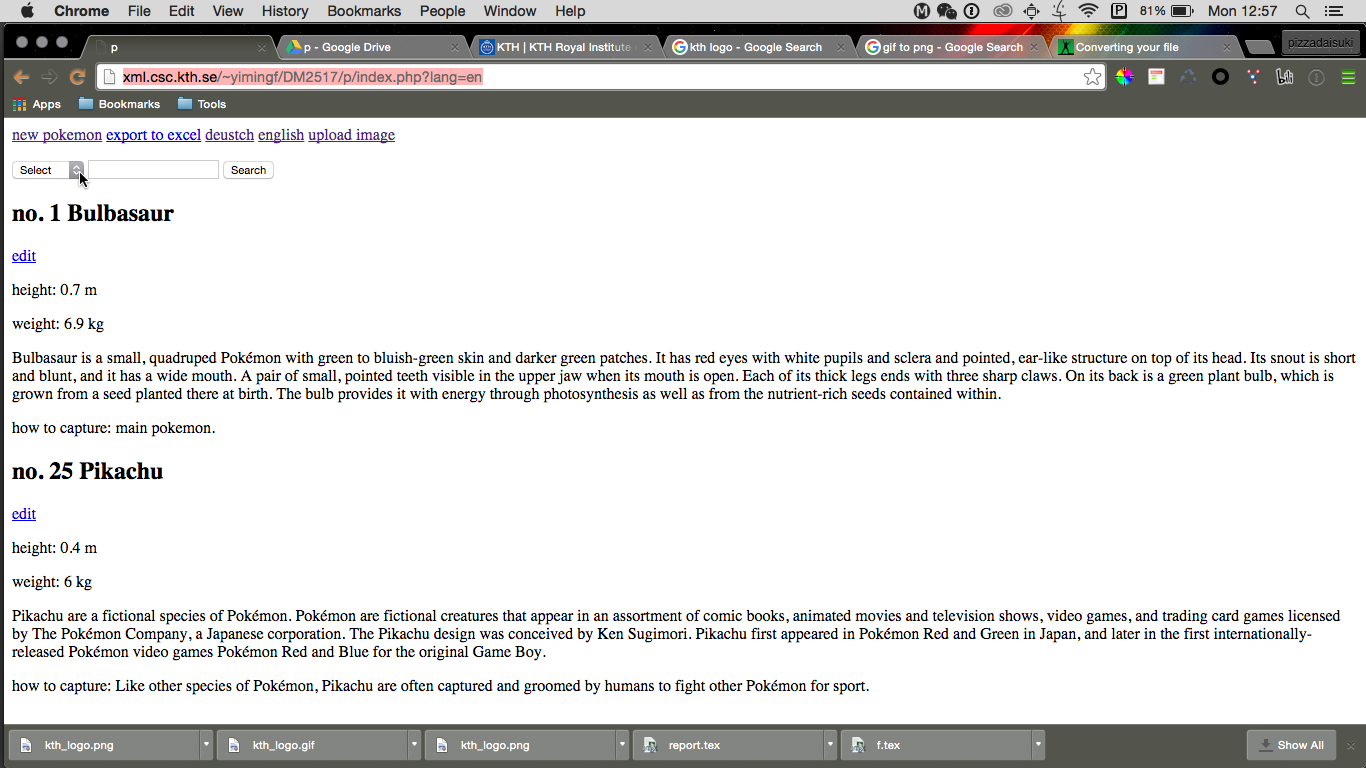 Chrome File Edit View History Bookmarks People Window Help 81% Mon 12:57
p p - Google Drive KTH | KTH Royal Institute kth logo - Google Search gif to png - Google Search Converting your file pizzadaisuki
xml.csc.kth.se/~yimingf/DM2517/p/index.php?lang=en
Apps Bookmarks Tools
new pokemon export to excel deustch english upload image
Select Search
no. 1 Bulbasaur
edit
height: 0.7 m
weight: 6.9 kg
Bulbasaur is a small, quadruped Pokémon with green to bluish-green skin and darker green patches. It has red eyes with white pupils and sclera and pointed, ear-like structure on top of its head. Its snout is short
and blunt, and it has a wide mouth. A pair of small, pointed teeth visible in the upper jaw when its mouth is open. Each of its thick legs ends with three sharp claws. On its back is a green plant bulb, which is
grown from a seed planted there at birth. The bulb provides it with energy through photosynthesis as well as from the nutrient-rich seeds contained within.
how to capture: main pokemon.
no. 25 Pikachu
edit
height: 0.4 m
weight: 6 kg
Pikachu are a fictional species of Pokémon. Pokémon are fictional creatures that appear in an assortment of comic books, animated movies and television shows, video games, and trading card games licensed
by The Pokémon Company, a Japanese corporation. The Pikachu design was conceived by Ken Sugimori. Pikachu first appeared in Pokémon Red and Green in Japan, and later in the first internationally-
released Pokémon video games Pokémon Red and Blue for the original Game Boy.
how to capture: Like other species of Pokémon, Pikachu are often captured and groomed by humans to fight other Pokémon for sport.
kth_logo.png kth_logo.gif kth_logo.png report.tex f.tex Show All